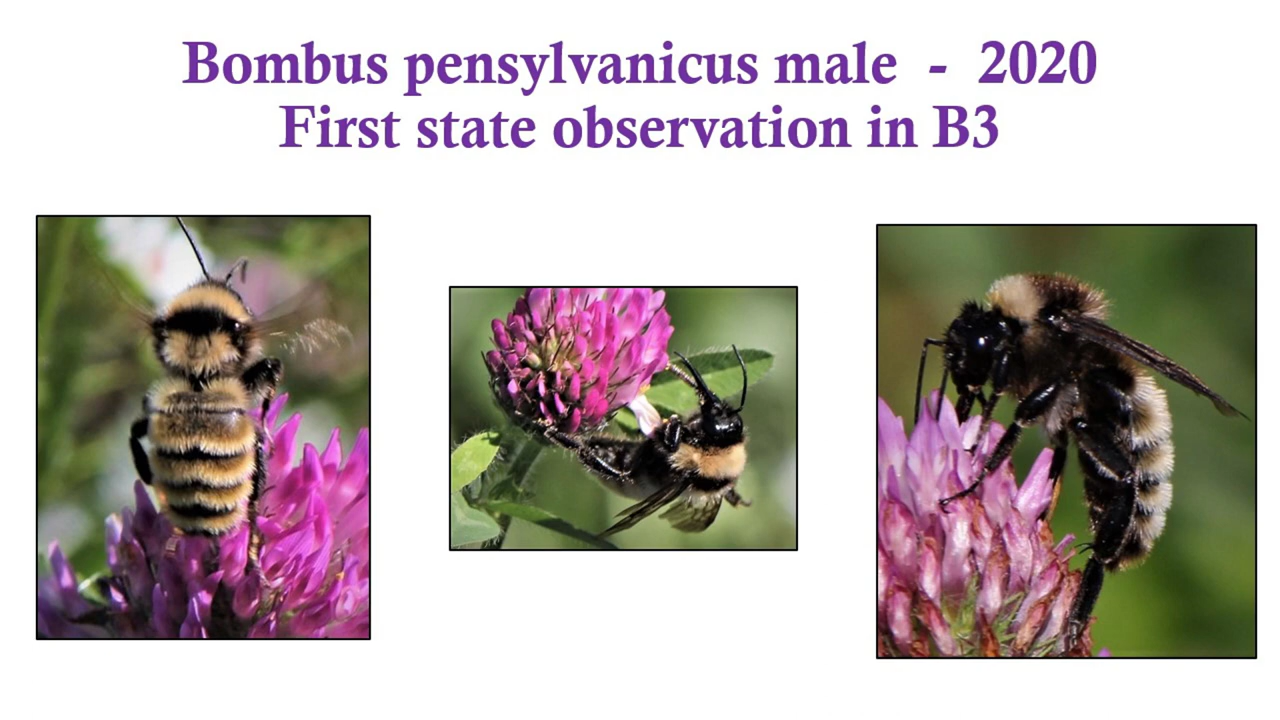 Bombus pensylvanicus male - 2020
First state observation in B3